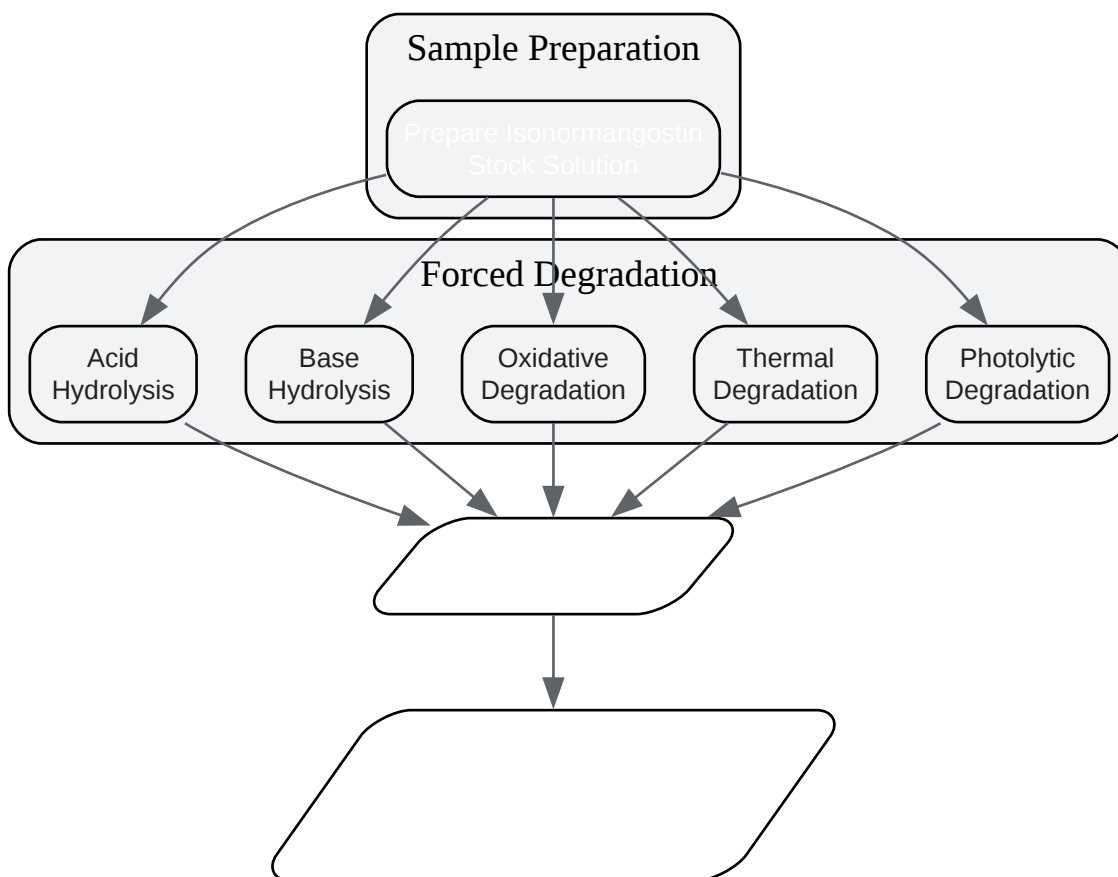 Sample Preparation
Prepare Isonormangostin
Stock Solution
Forced Degradation
Acid
Hydrolysis
Base
Hydrolysis
Oxidative
Degradation
Thermal
Degradation
Photolytic
Degradation